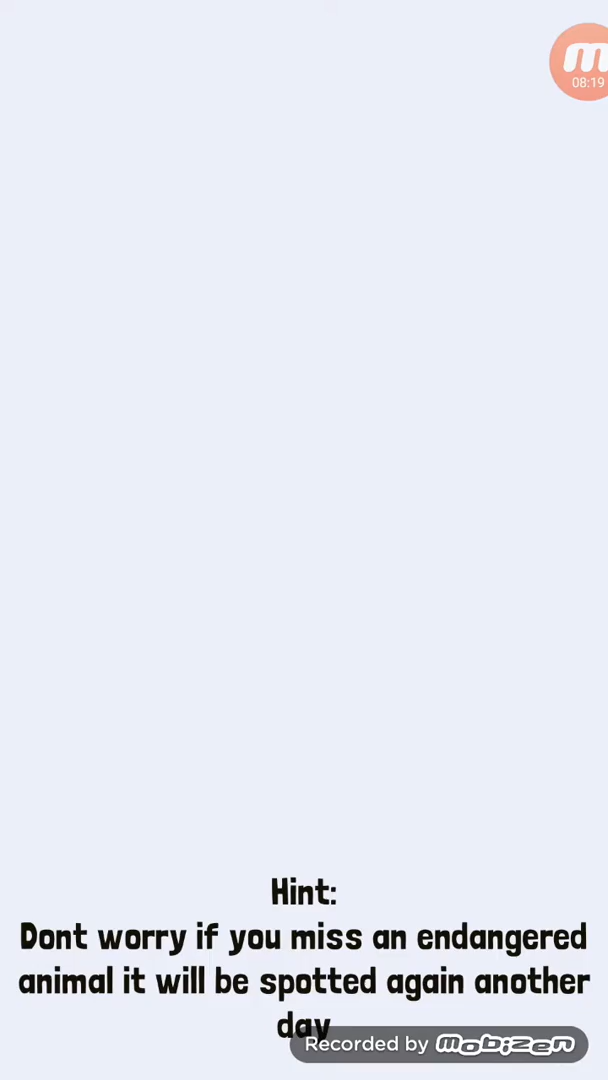 m
08:19
Hint:
Dont worry if you miss an endangered
animal it will be spotted again another
day
Recorded by mobizen